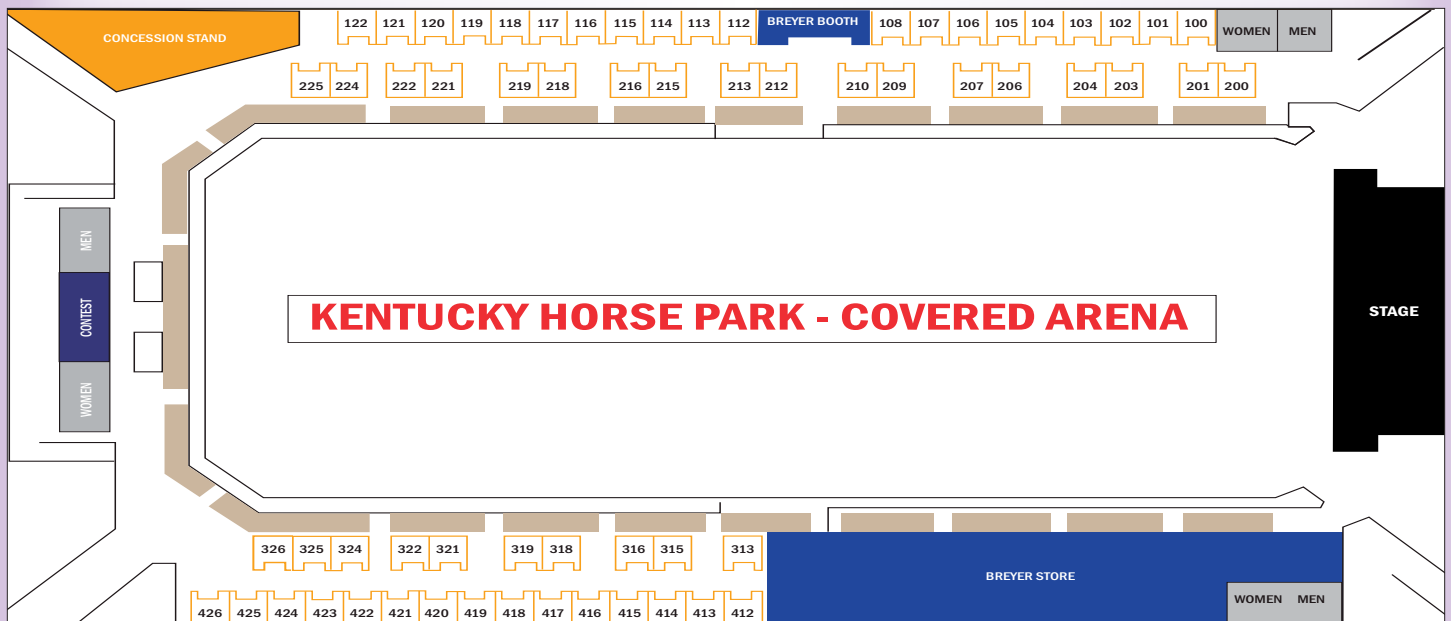 122 121 120 119 118 117 116 115 114 113 112 BREYER BOOTH 108 107 106 105 104 103 102 101 100 WOMEN MEN
CONCESSION STAND
225 224 222 221 219 218 216 215 213 212 210 209 207 206 204 203 201 200
MEN
CONTEST
WOMEN
KENTUCKY HORSE PARK - COVERED ARENA
STAGE
326 325 324 322 321 319 318 316 315 313
BREYER STORE
WOMEN MEN
426 425 424 423 422 421 420 419 418 417 416 415 414 413 412